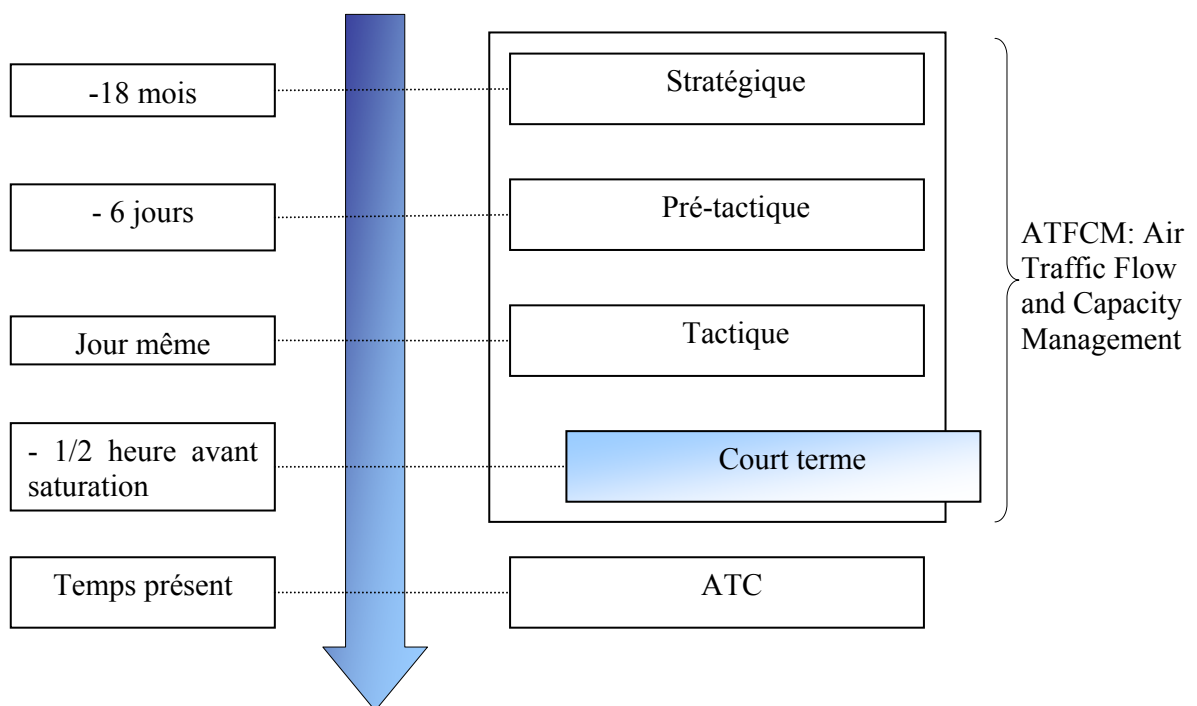 -18 mois
Stratégique
- 6 jours
Pré-tactique
ATFCM: Air
Traffic Flow
and Capacity
Management
Jour même
Tactique
- 1/2 heure avant
saturation
Court terme
Temps présent
ATC